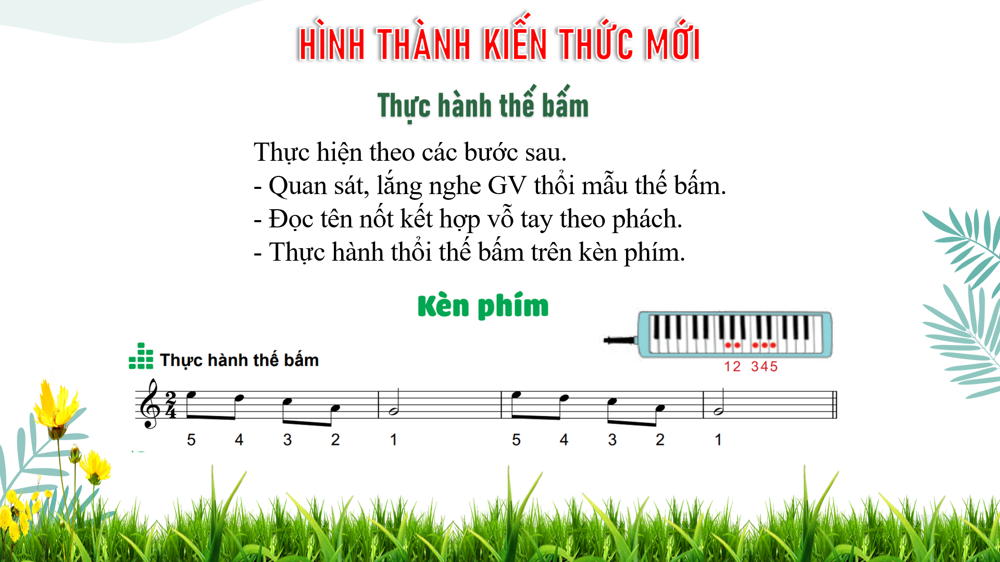 HÌNH THÀNH KIẾN THỨC MỚI
Thực hành thế bấm
Thực hiện theo các bước sau.
- Quan sát, lắng nghe GV thổi mẫu thế bấm.
- Đọc tên nốt kết hợp vỗ tay theo phách.
- Thực hành thổi thế bấm trên kèn phím.
Kèn phím
12 345
Thực hành thế bấm
2
4
5 4 3 2 1 5 4 3 2 1